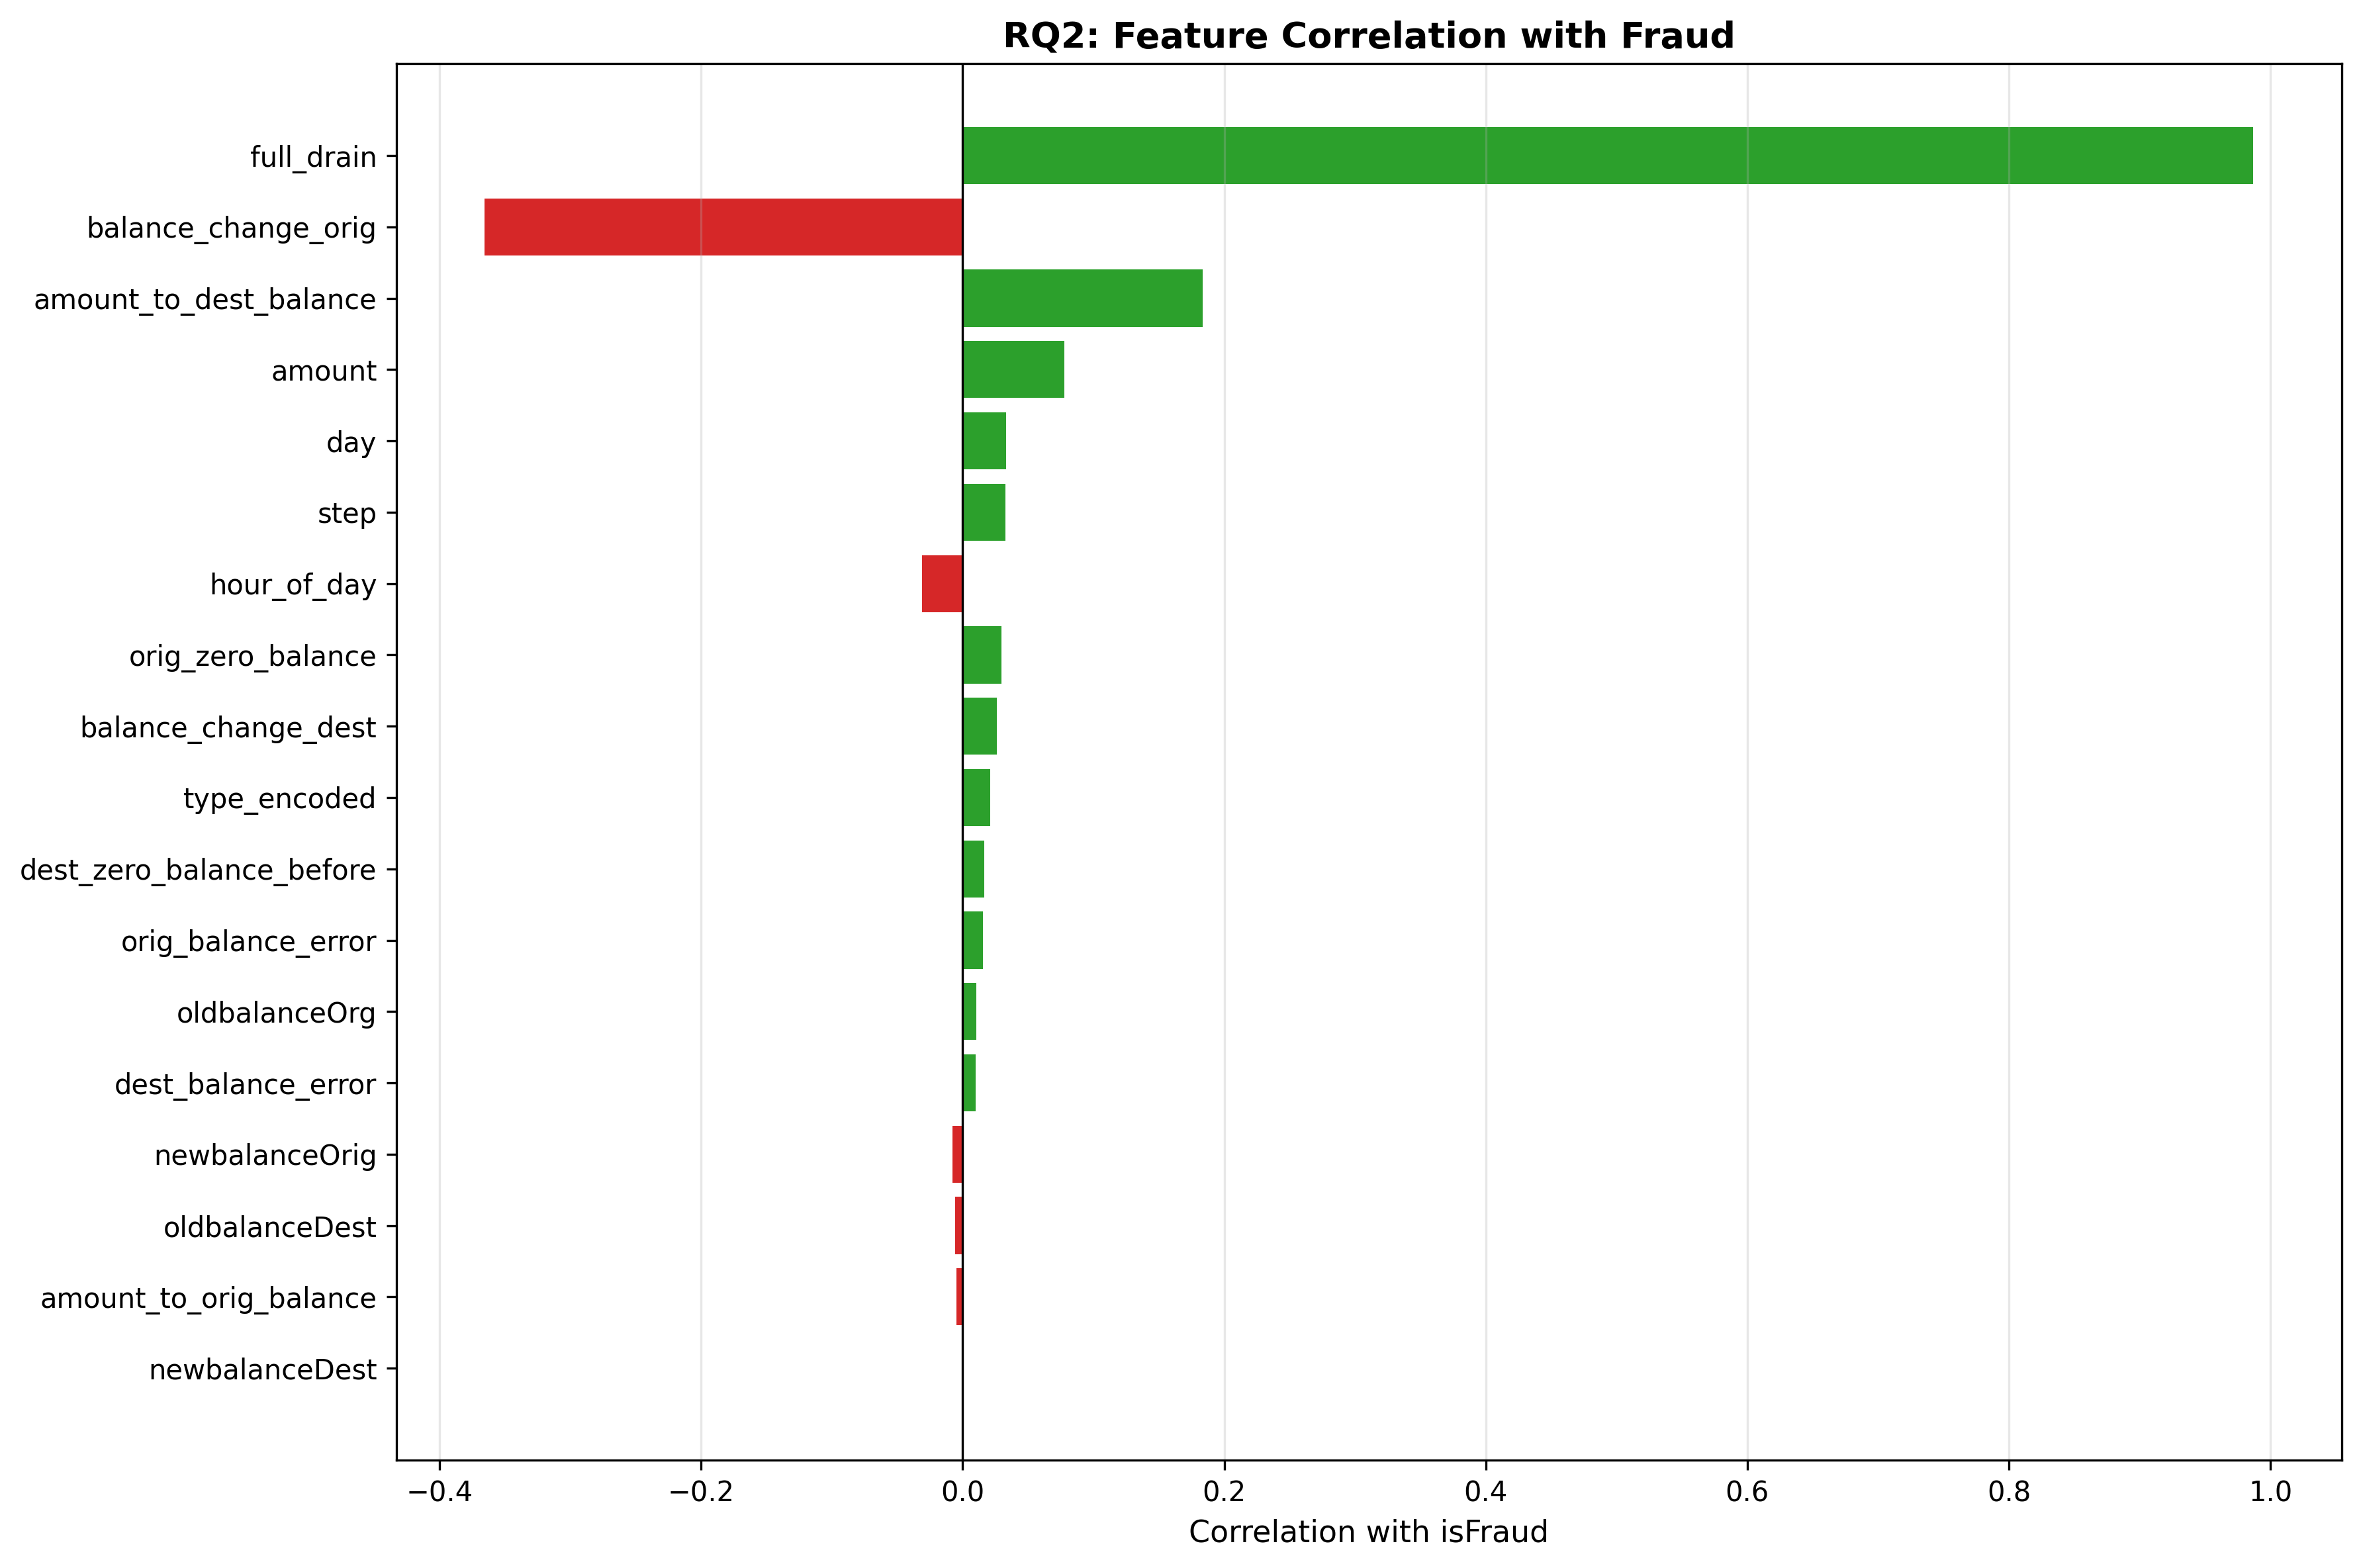 RQ2: Feature Correlation with Fraud
full_drain
balance_change_orig
amount_to_dest_balance
amount
day
step
hour_of_day
orig_zero_balance
balance_change_dest
type_encoded
dest_zero_balance_before
orig_balance_error
oldbalanceOrg
dest_balance_error
newbalanceOrig
oldbalanceDest
amount_to_orig_balance
newbalanceDest
−0.4 −0.2 0.0 0.2 0.4 0.6 0.8 1.0
Correlation with isFraud